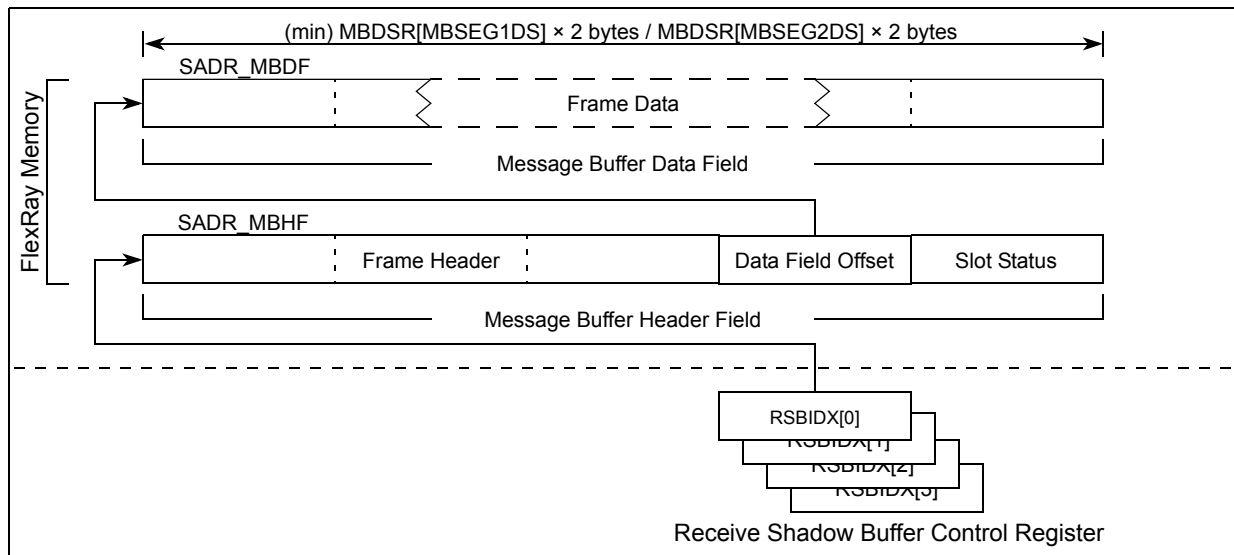 (min) MBDSR[MBSEG1DS] × 2 bytes / MBDSR[MBSEG2DS] × 2 bytes
SADR_MBDF
Frame Data
Message Buffer Data Field
FlexRay Memory
SADR_MBHF
Frame Header
Data Field Offset
Slot Status
Message Buffer Header Field
RSBIDX[0]
RSBIDX[1]
RSBIDX[2]
RSBIDX[3]
Receive Shadow Buffer Control Register